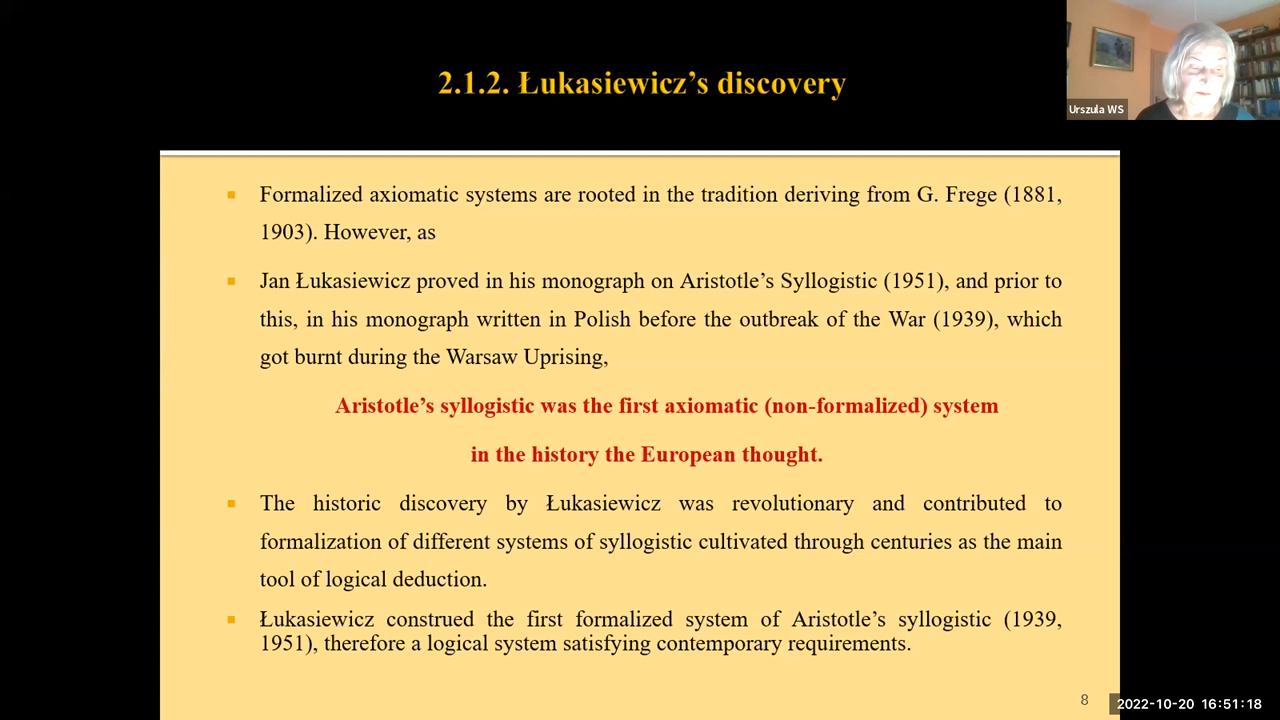 2.1.2. Łukasiewicz’s discovery
Urszula WS
Formalized axiomatic systems are rooted in the tradition deriving from G. Frege (1881,
1903). However, as
Jan Łukasiewicz proved in his monograph on Aristotle’s Syllogistic (1951), and prior to
this, in his monograph written in Polish before the outbreak of the War (1939), which
got burnt during the Warsaw Uprising,
Aristotle’s syllogistic was the first axiomatic (non-formalized) system
in the history the European thought.
The historic discovery by Łukasiewicz was revolutionary and contributed to
formalization of different systems of syllogistic cultivated through centuries as the main
tool of logical deduction.
Łukasiewicz construed the first formalized system of Aristotle’s syllogistic (1939,
1951), therefore a logical system satisfying contemporary requirements.
8
2022-10-20 16:51:18